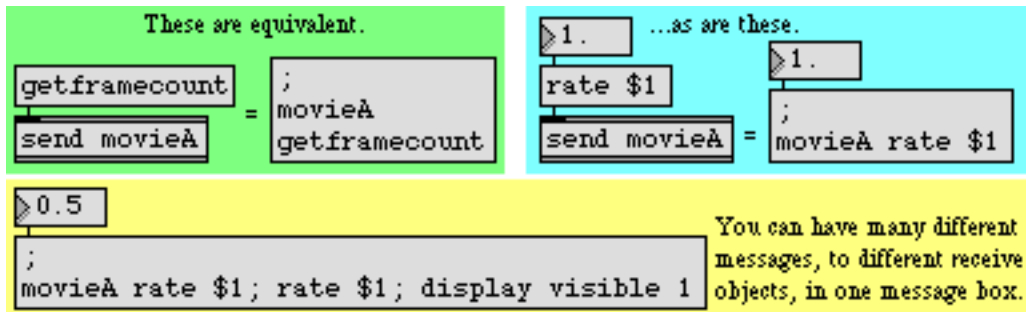 These are equivalent.
getframecount
send movieA
=
;
movieA
getframecount
...as are these.
1.
rate $1
send movieA
=
1.
;
movieA rate $1
0.5
;
movieA rate $1; rate $1; display visible 1
You can have many different
messages, to different receive
objects, in one message box.